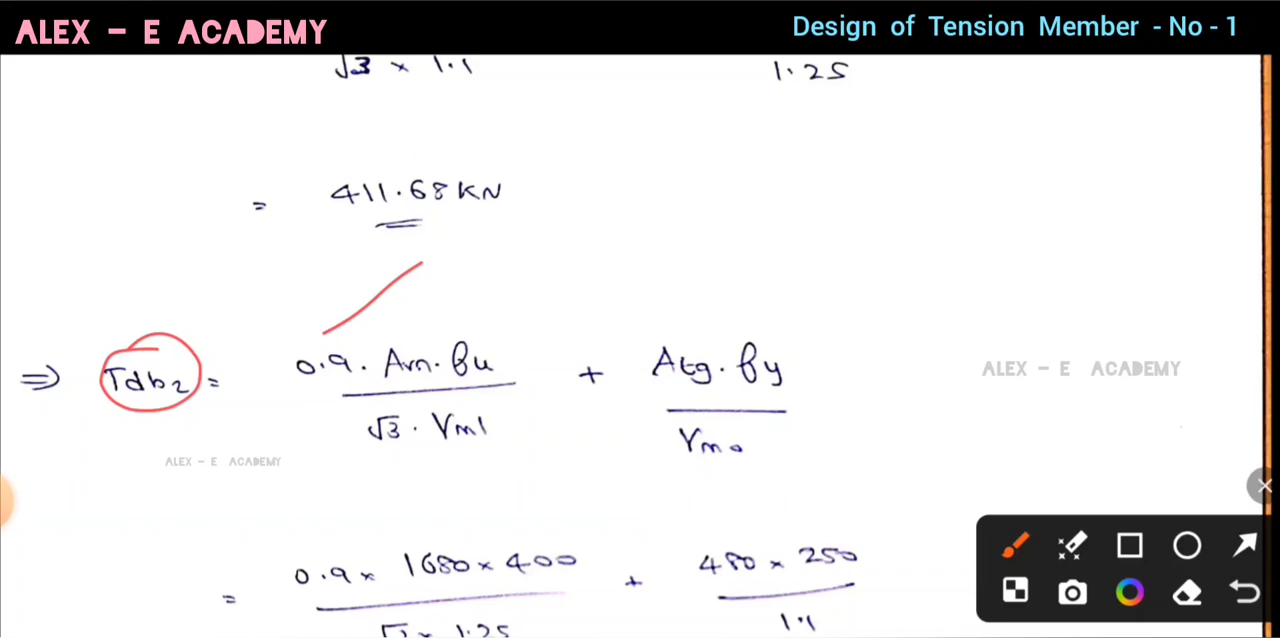 ALEX - E ACADEMY
Design of Tension Member - No - 1
√3 × 1.1 1.25
= 411.68 KN
⇒ Tdb2 = 0.9. Avn. fu / √3 . γm1 + Atg. fy / γm0
ALEX - E ACADEMY
ALEX - E ACADEMY
= 0.9 × 1680 × 400 / √3 × 1.25 + 480 × 250 / 1.1